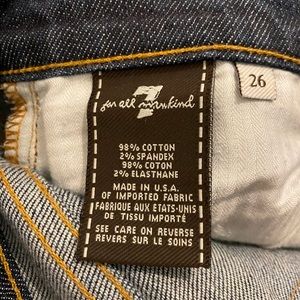 7
for all mankind
26
98% COTTON
2% SPANDEX
98% COTON
2% ELASTHANE
MADE IN U.S.A.
OF IMPORTED FABRIC
FABRIQUE AUX ETATS-UNIS
DE TISSU IMPORTÉ
SEE CARE ON REVERSE
REVERS SUR LE SOINS